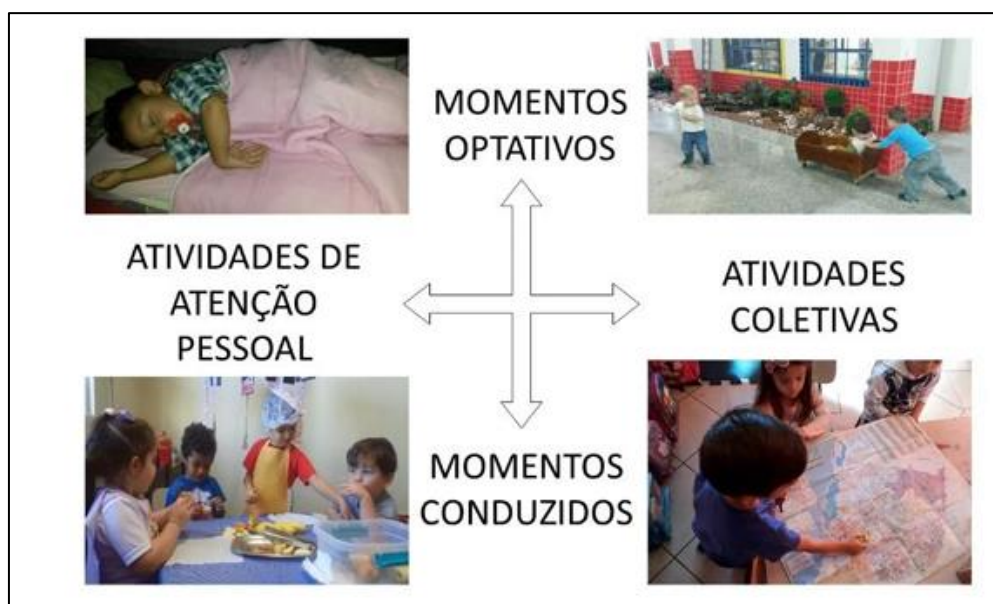 MOMENTOS
OPTATIVOS
ATIVIDADES DE
ATENÇÃO
PESSOAL
ATIVIDADES
COLETIVAS
MOMENTOS
CONDUZIDOS